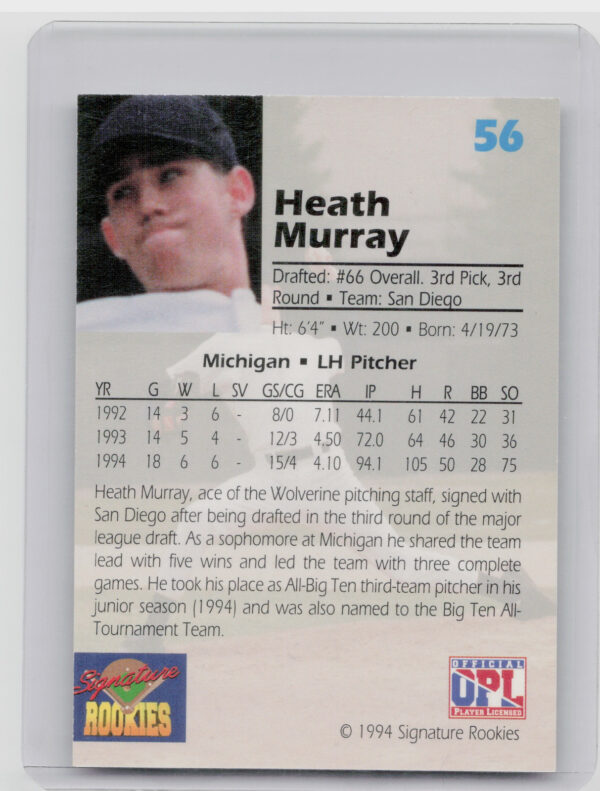 56
Heath
Murray
Drafted: #66 Overall. 3rd Pick, 3rd
Round ▪ Team: San Diego
Ht: 6'4" ▪ Wt: 200 ▪ Born: 4/19/73
Michigan ▪ LH Pitcher
YR G W L SV GS/CG ERA IP H R BB SO
1992 14 3 6 - 8/0 7.11 44.1 61 42 22 31
1993 14 5 4 - 12/3 4.50 72.0 64 46 30 36
1994 18 6 6 - 15/4 4.10 94.1 105 50 28 75
Heath Murray, ace of the Wolverine pitching staff, signed with
San Diego after being drafted in the third round of the major
league draft. As a sophomore at Michigan he shared the team
lead with five wins and led the team with three complete
games. He took his place as All-Big Ten third-team pitcher in his
junior season (1994) and was also named to the Big Ten All-
Tournament Team.
Signature
ROOKIES
OFFICIAL
OPL
PLAYER LICENSED
© 1994 Signature Rookies